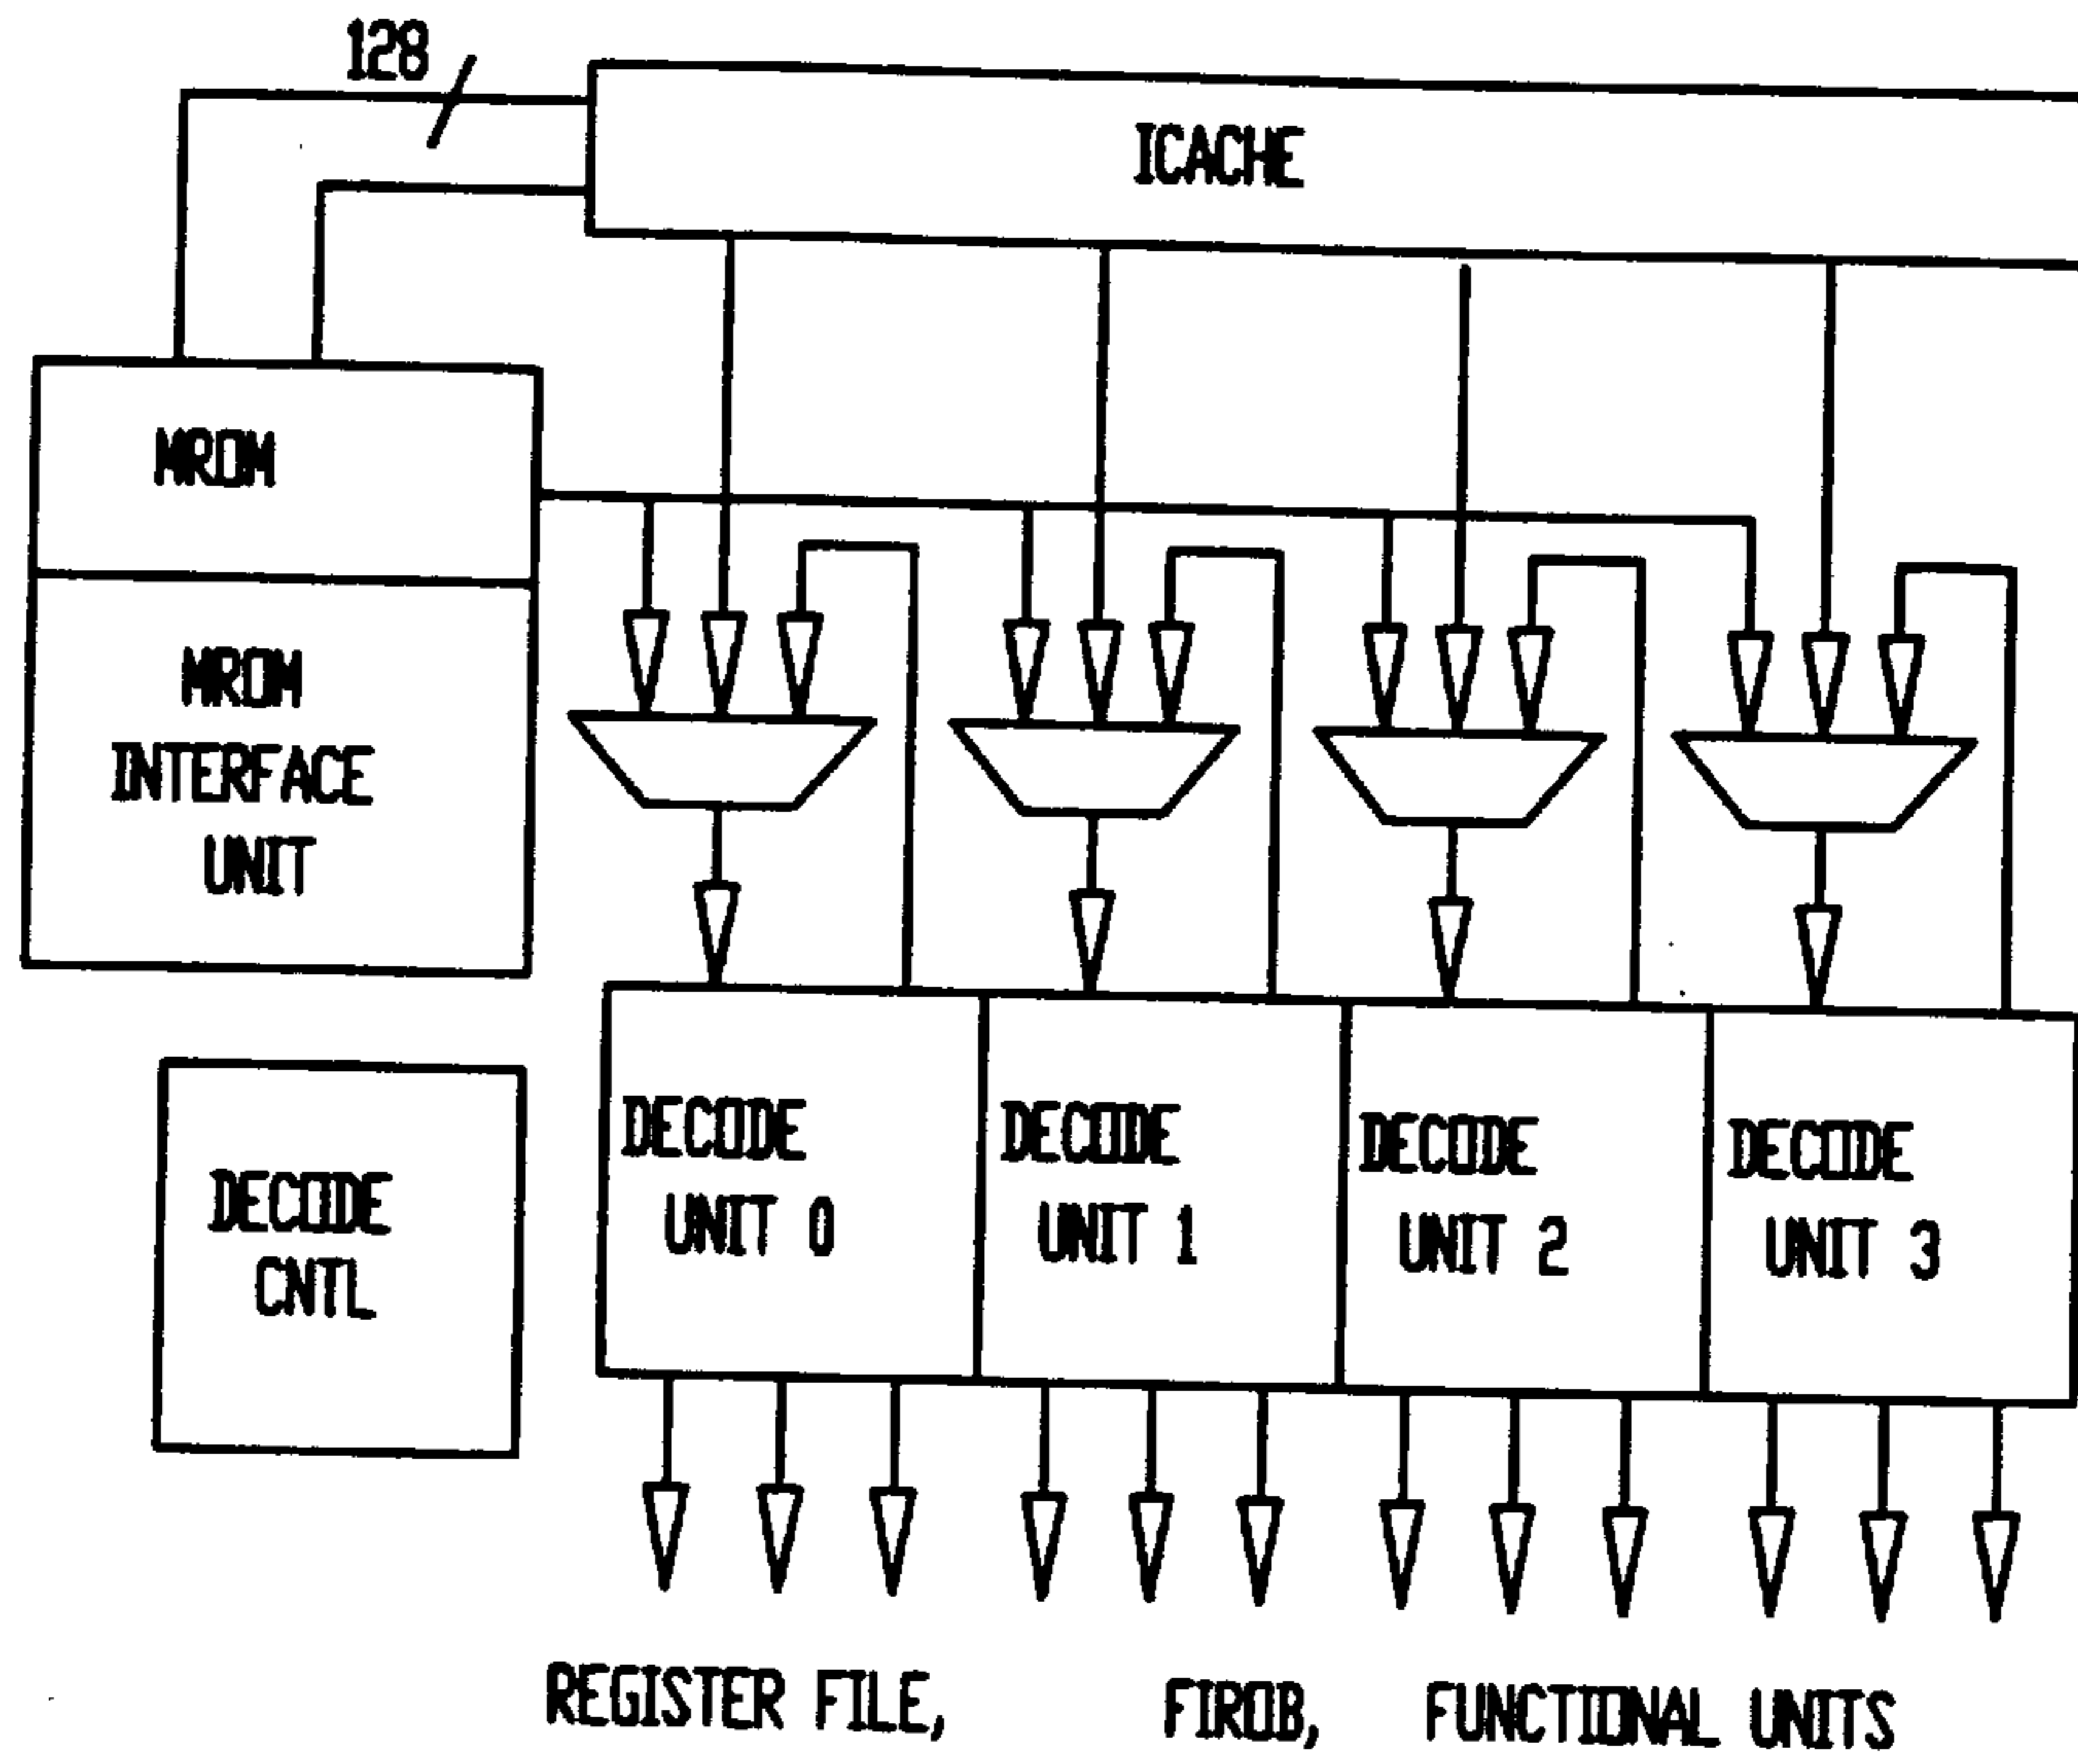 128
ICACHE
MROM
MROM
INTERFACE
UNIT
DECODE
UNIT 0
DECODE
UNIT 1
DECODE
UNIT 2
DECODE
UNIT 3
DECODE
CNTL
REGISTER FILE, FIROB, FUNCTIONAL UNITS